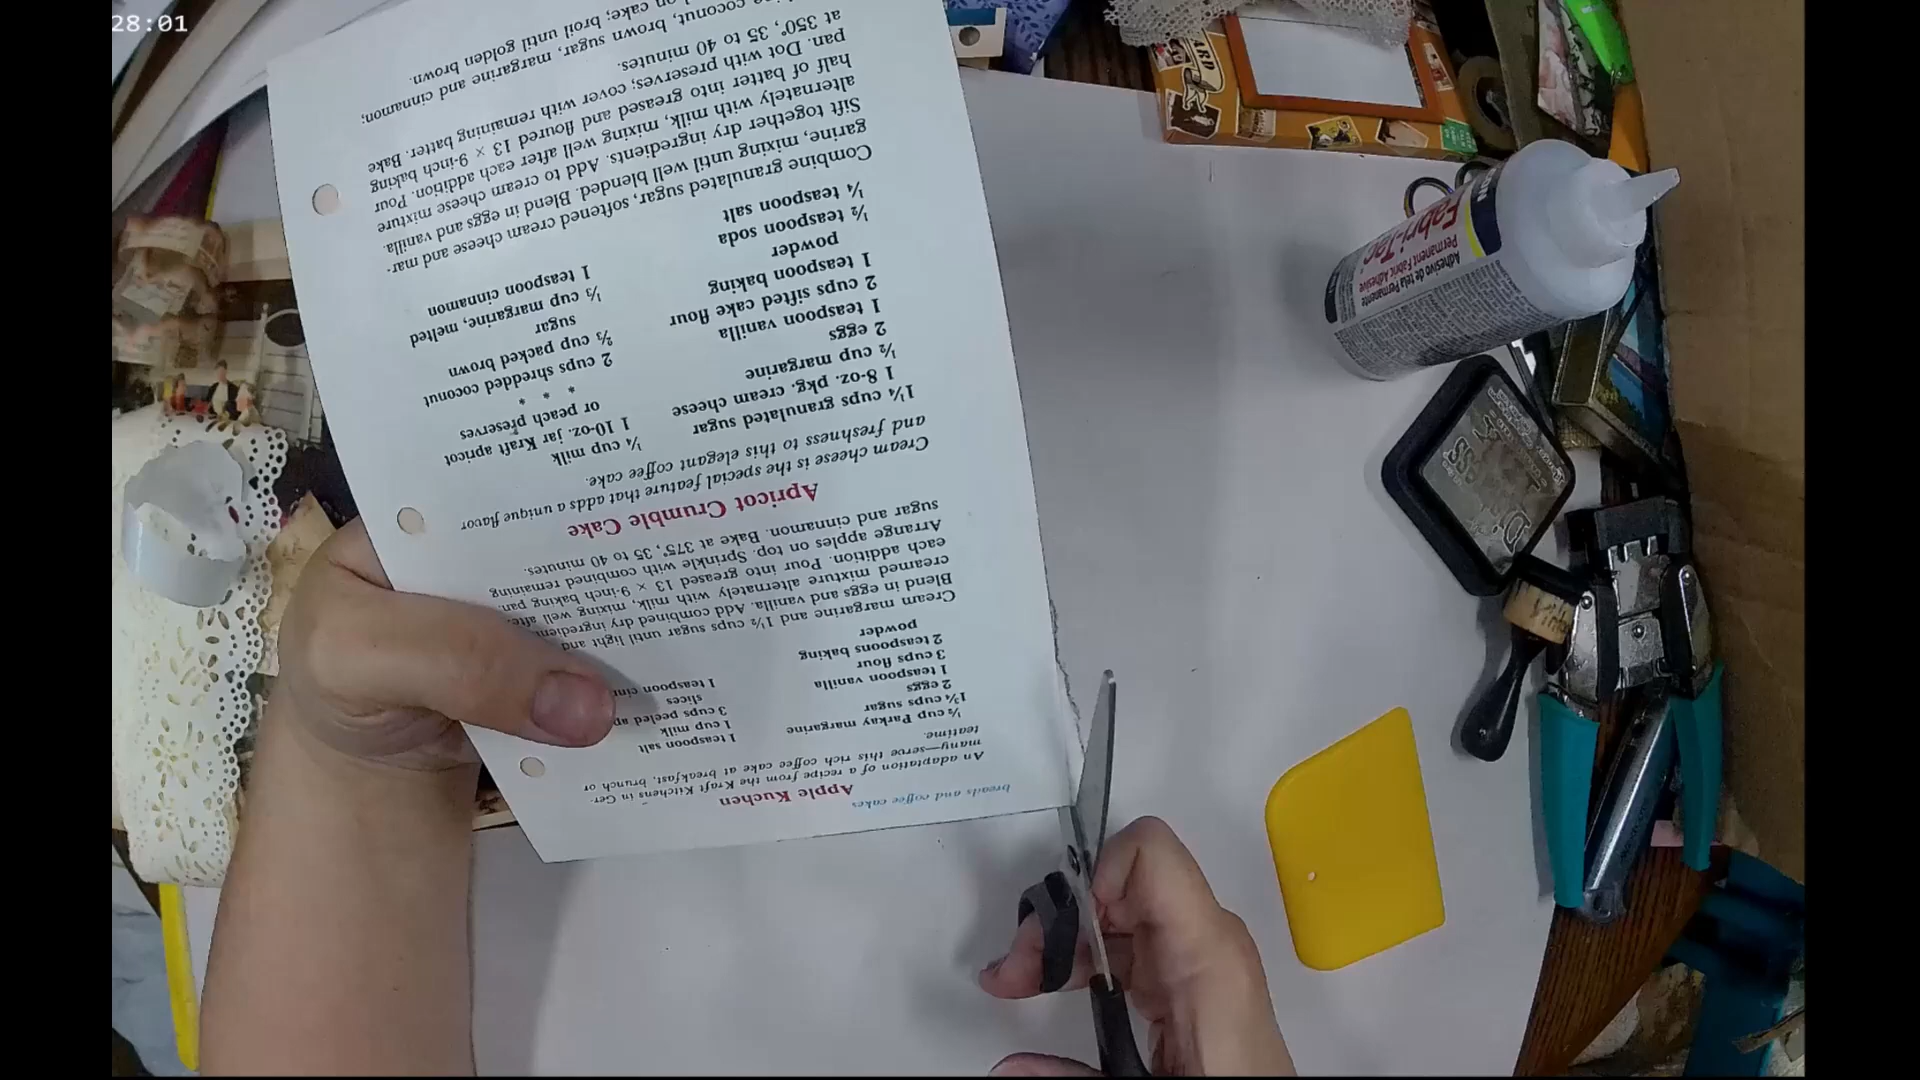 28:01
breads and coffee cakes
Apple Kuchen
An adaptation of a recipe from the Kraft Kitchens in Ger-
many—serve this rich coffee cake at breakfast, brunch or
teatime.
½ cup Parkay margarine
1¾ cups sugar
2 eggs
1 teaspoon vanilla
3 cups flour
2 teaspoons baking
powder
1 teaspoon salt
1 cup milk
3 cups peeled
slices
1 teaspoon
Cream margarine and 1½ cups sugar until light and
Blend in eggs and vanilla. Add combined dry
creamed mixture alternately with milk, mixing well after
each addition. Pour into greased 13 × 9-inch baking pan.
Arrange apples on top. Sprinkle with combined remaining
sugar and cinnamon. Bake at 375°, 35 to 40 minutes.
Apricot Crumble Cake
Cream cheese is the special feature that adds a unique flavor
and freshness to this elegant coffee cake.
1¼ cups granulated sugar
1 8-oz. pkg. cream cheese
½ cup margarine
2 eggs
1 teaspoon vanilla
2 cups sifted cake flour
1 teaspoon baking
powder
½ teaspoon soda
¼ teaspoon salt
¼ cup milk
1 10-oz. jar Kraft apricot
or peach preserves
* * *
2 cups shredded coconut
⅔ cup packed brown
sugar
⅓ cup margarine, melted
1 teaspoon cinnamon
Combine granulated sugar, softened cream cheese and mar-
garine, mixing until well blended. Blend in eggs and vanilla.
Sift together dry ingredients. Add to cream cheese mixture
alternately with milk, mixing well after each addition. Pour
half of batter into greased and floured 13 × 9-inch baking
pan. Dot with preserves; cover with remaining batter. Bake
at 350°, 35 to 40 minutes.
coconut, brown sugar, margarine and cinnamon;
on cake; broil until golden brown.
Fabri-Tac
Permanent Fabric Adhesive
Adhesivo de tela Permanente